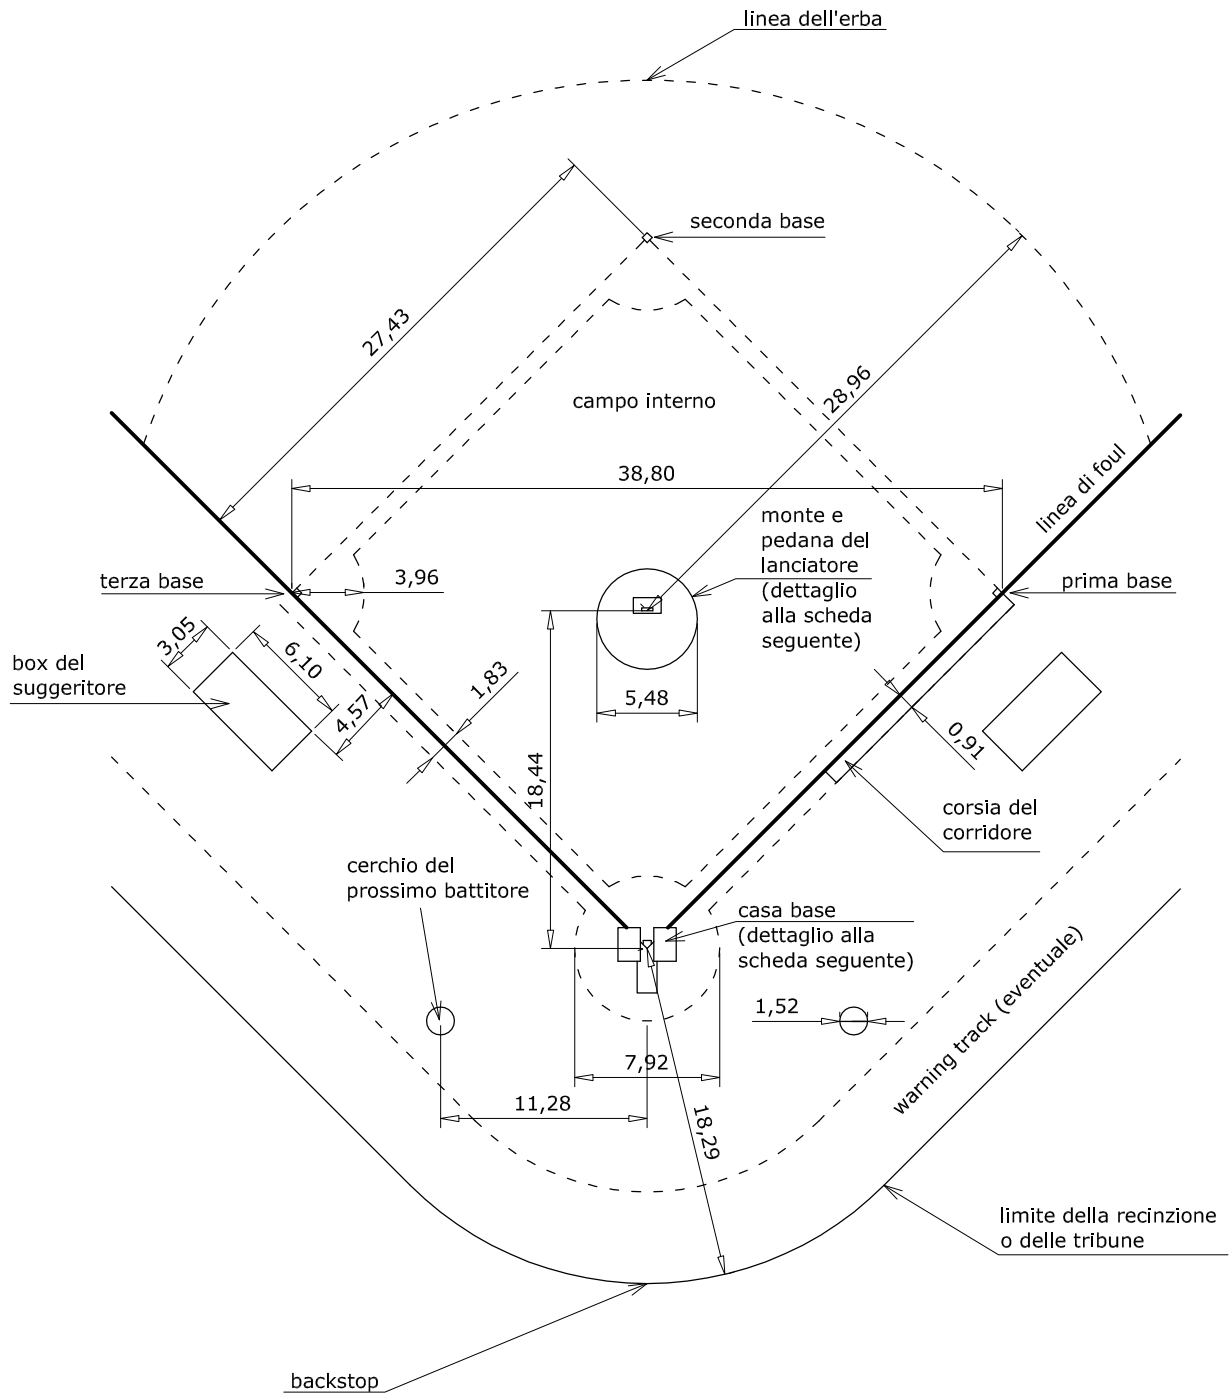 linea dell'erba
seconda base
27,43
28,96
campo interno
38,80
linea di foul
monte e
pedana del
lanciatore
(dettaglio
alla scheda
seguente)
terza base
3,96
prima base
3,05
6,10
box del
suggeritore
4,57
1,83
5,48
0,91
18,44
corsia del
corridore
cerchio del
prossimo battitore
casa base
(dettaglio alla
scheda seguente)
1,52
warning track (eventuale)
7,92
11,28
18,29
limite della recinzione
o delle tribune
backstop